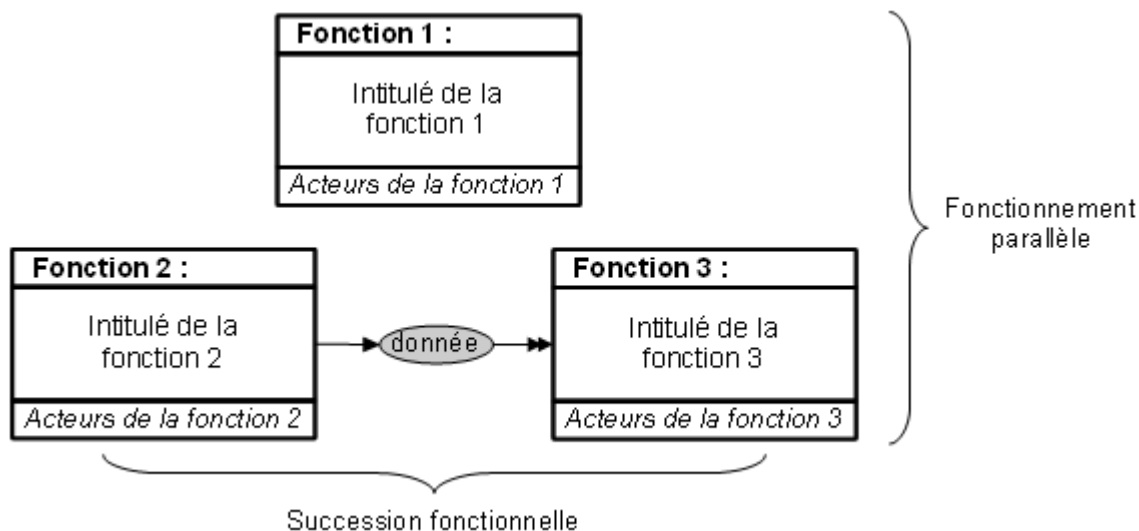 Fonction 1 :
Intitulé de la
fonction 1
Acteurs de la fonction 1
Fonctionnement
parallèle
Fonction 2 :
Intitulé de la
fonction 2
Acteurs de la fonction 2
donnée
Fonction 3 :
Intitulé de la
fonction 3
Acteurs de la fonction 3
Succession fonctionnelle